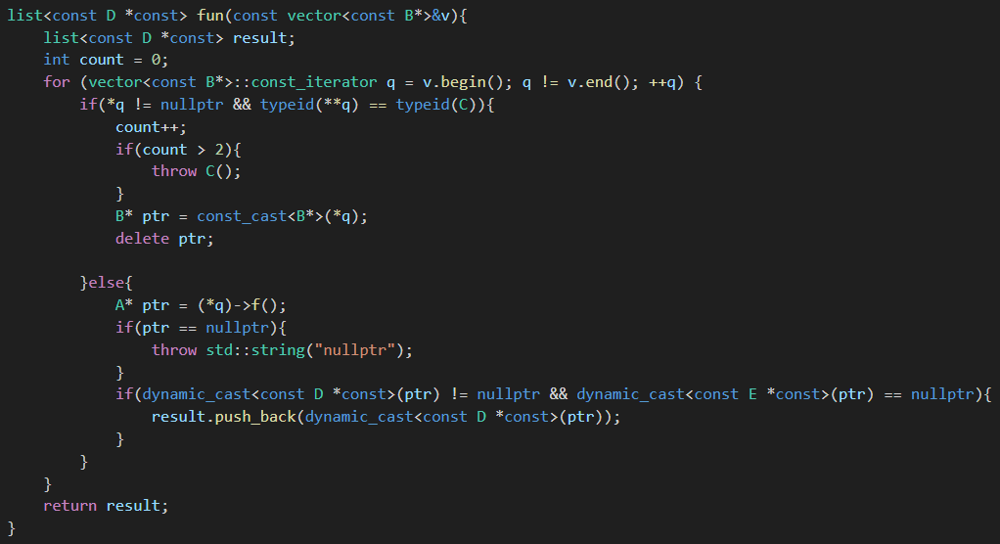 list<const D *const> fun(const vector<const B*>&v){
    list<const D *const> result;
    int count = 0;
    for (vector<const B*>::const_iterator q = v.begin(); q != v.end(); ++q) {
        if(*q != nullptr && typeid(**q) == typeid(C)){
            count++;
            if(count > 2){
                throw C();
            }
            B* ptr = const_cast<B*>(*q);
            delete ptr;

        }else{
            A* ptr = (*q)->f();
            if(ptr == nullptr){
                throw std::string("nullptr");
            }
            if(dynamic_cast<const D *const>(ptr) != nullptr && dynamic_cast<const E *const>(ptr) == nullptr){
                result.push_back(dynamic_cast<const D *const>(ptr));
            }
        }
    }
    return result;
}